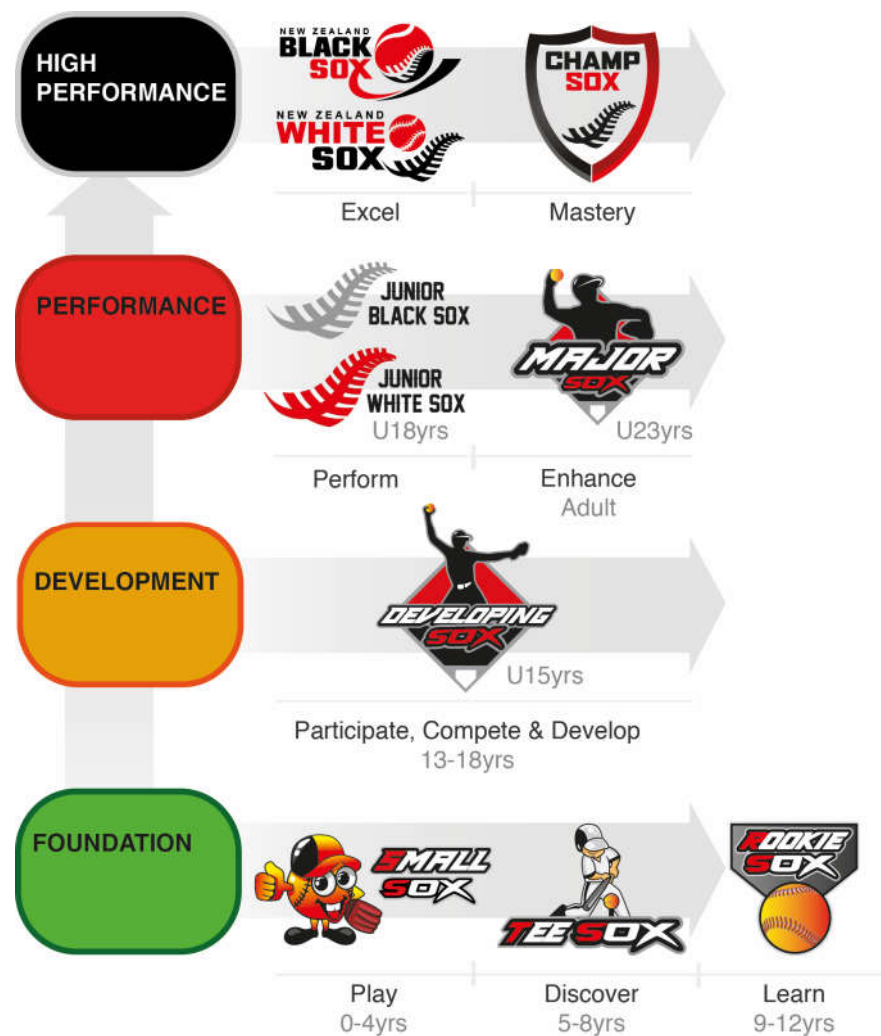 HIGH
PERFORMANCE
NEW ZEALAND
BLACK
SOX
NEW ZEALAND
WHITE
SOX
CHAMP
SOX
Excel
Mastery
PERFORMANCE
JUNIOR
BLACK SOX
JUNIOR
WHITE SOX
U18yrs
MAJOR
SOX
U23yrs
Perform
Enhance
Adult
DEVELOPMENT
DEVELOPING
SOX
U15yrs
Participate, Compete & Develop
13-18yrs
FOUNDATION
SMALL
SOX
TEE SOX
ROOKIE
SOX
Play
0-4yrs
Discover
5-8yrs
Learn
9-12yrs